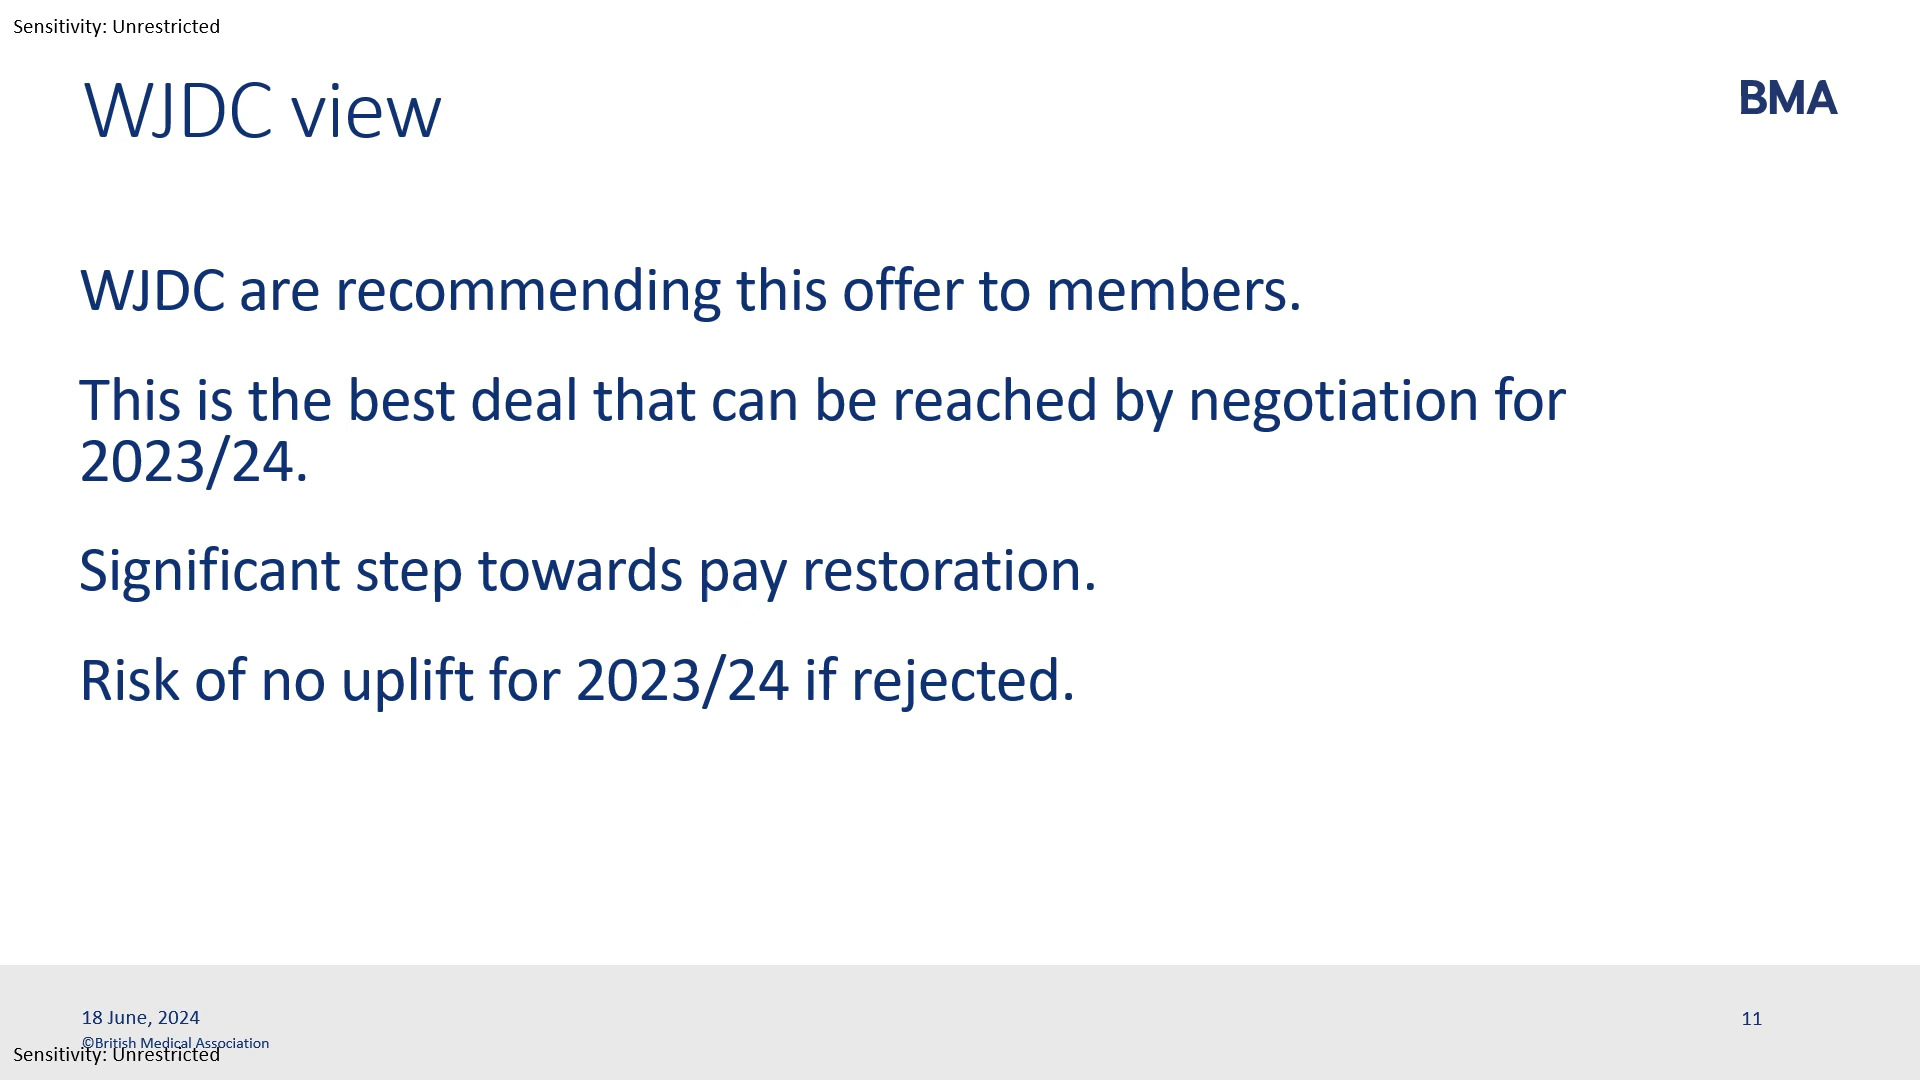 Sensitivity: Unrestricted
WJDC view
BMA
WJDC are recommending this offer to members.
This is the best deal that can be reached by negotiation for
2023/24.
Significant step towards pay restoration.
Risk of no uplift for 2023/24 if rejected.
18 June, 2024
11
©British Medical Association
Sensitivity: Unrestricted